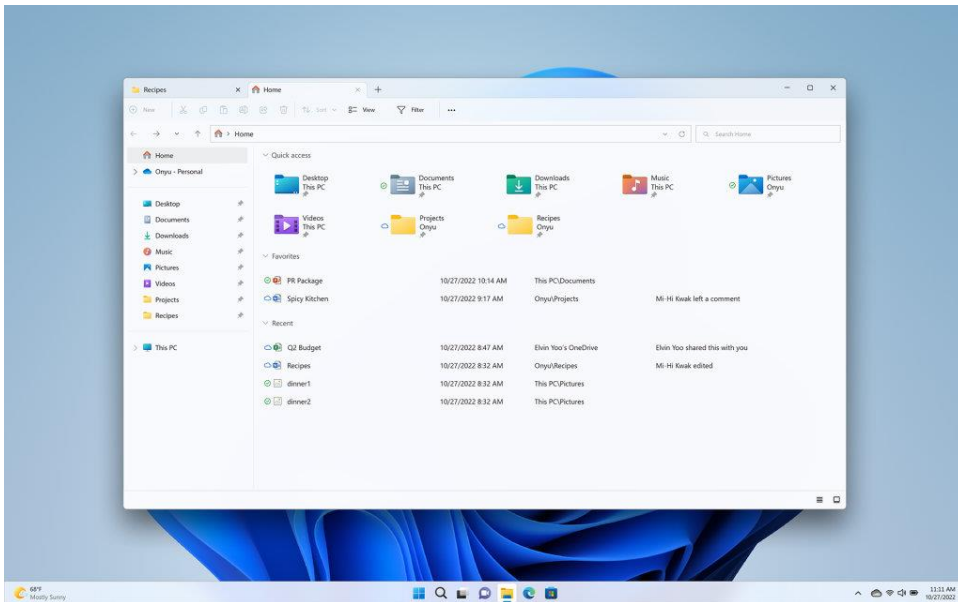 Recipes
Home
New
Sort
View
Filter
Home
Search Home
Home
Onyu - Personal
Desktop
Documents
Downloads
Music
Pictures
Videos
Projects
Recipes
This PC
Quick access
Desktop
This PC
Documents
This PC
Downloads
This PC
Music
This PC
Pictures
Onyu
Videos
This PC
Projects
Onyu
Recipes
Onyu
Favorites
PR Package 10/27/2022 10:14 AM This PC\Documents
Spicy Kitchen 10/27/2022 9:17 AM Onyu\Projects Mi-Hi Kwak left a comment
Recent
Q2 Budget 10/27/2022 8:47 AM Elvin Yoo's OneDrive Elvin Yoo shared this with you
Recipes 10/27/2022 8:32 AM Onyu\Recipes Mi-Hi Kwak edited
dinner1 10/27/2022 8:32 AM This PC\Pictures
dinner2 10/27/2022 8:32 AM This PC\Pictures
68°F
Mostly Sunny
11:11 AM
10/27/2022